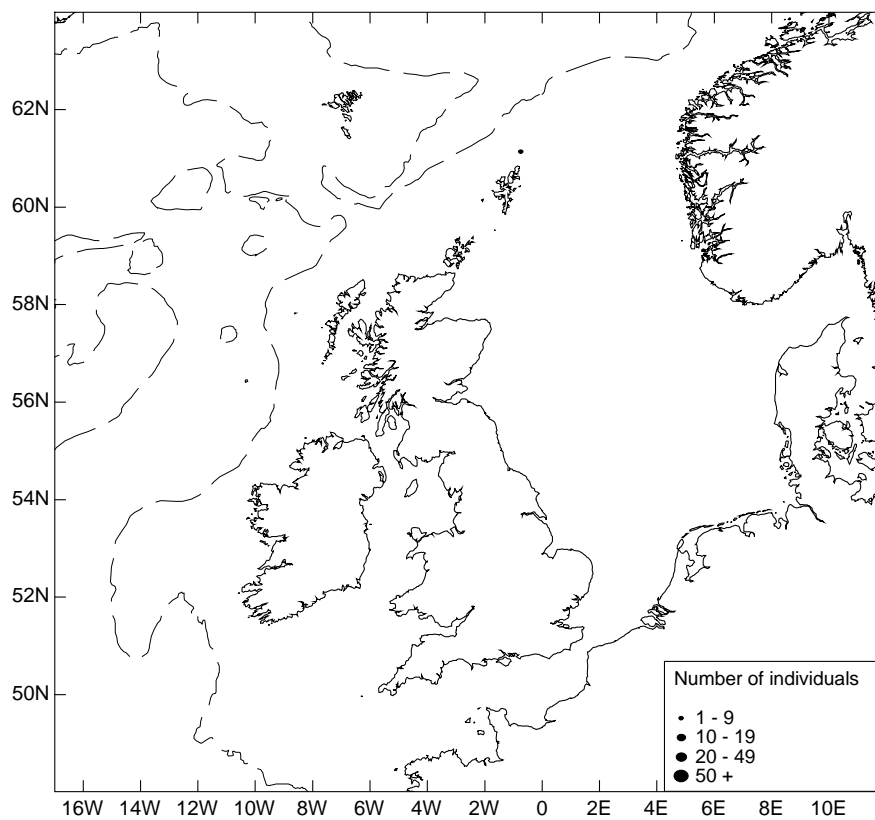 62N
60N
58N
56N
54N
52N
50N
Number of individuals
1 - 9
10 - 19
20 - 49
50 +
16W 14W 12W 10W 8W 6W 4W 2W 0 2E 4E 6E 8E 10E